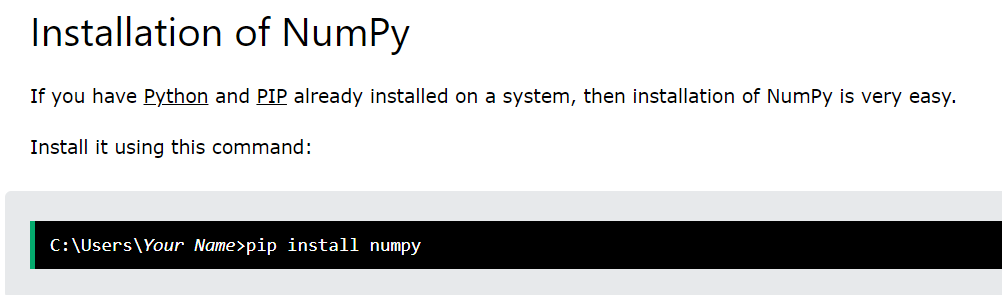 Installation of NumPy
If you have Python and PIP already installed on a system, then installation of NumPy is very easy.
Install it using this command:
C:\Users\Your Name>pip install numpy